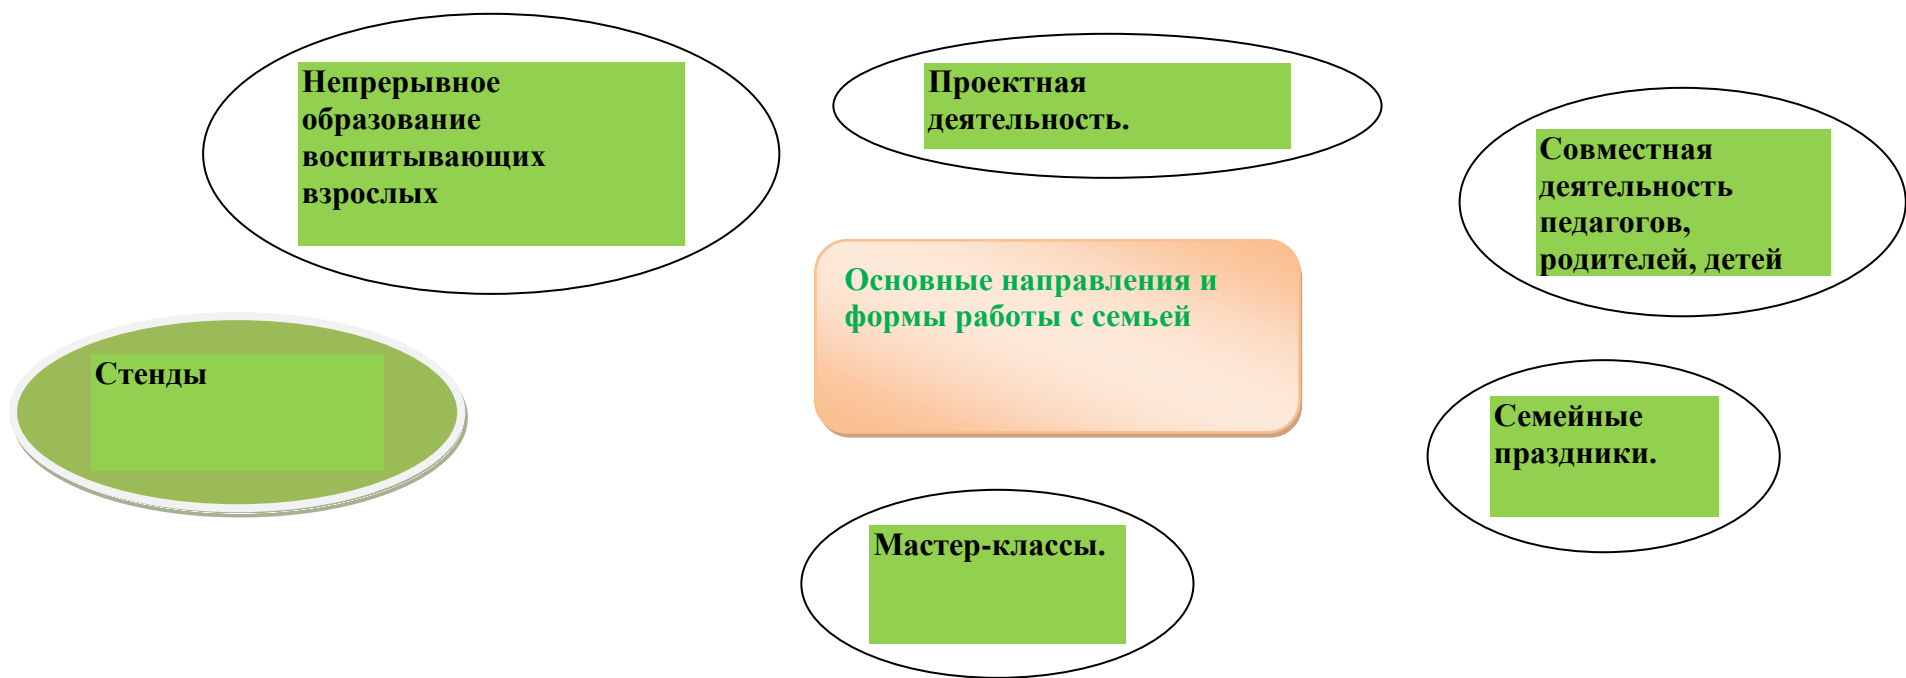 Непрерывное
образование
воспитывающих
взрослых
Проектная
деятельность.
Совместная
деятельность
педагогов,
родителей, детей
Основные направления и
формы работы с семьей
Стенды
Семейные
праздники.
Мастер-классы.